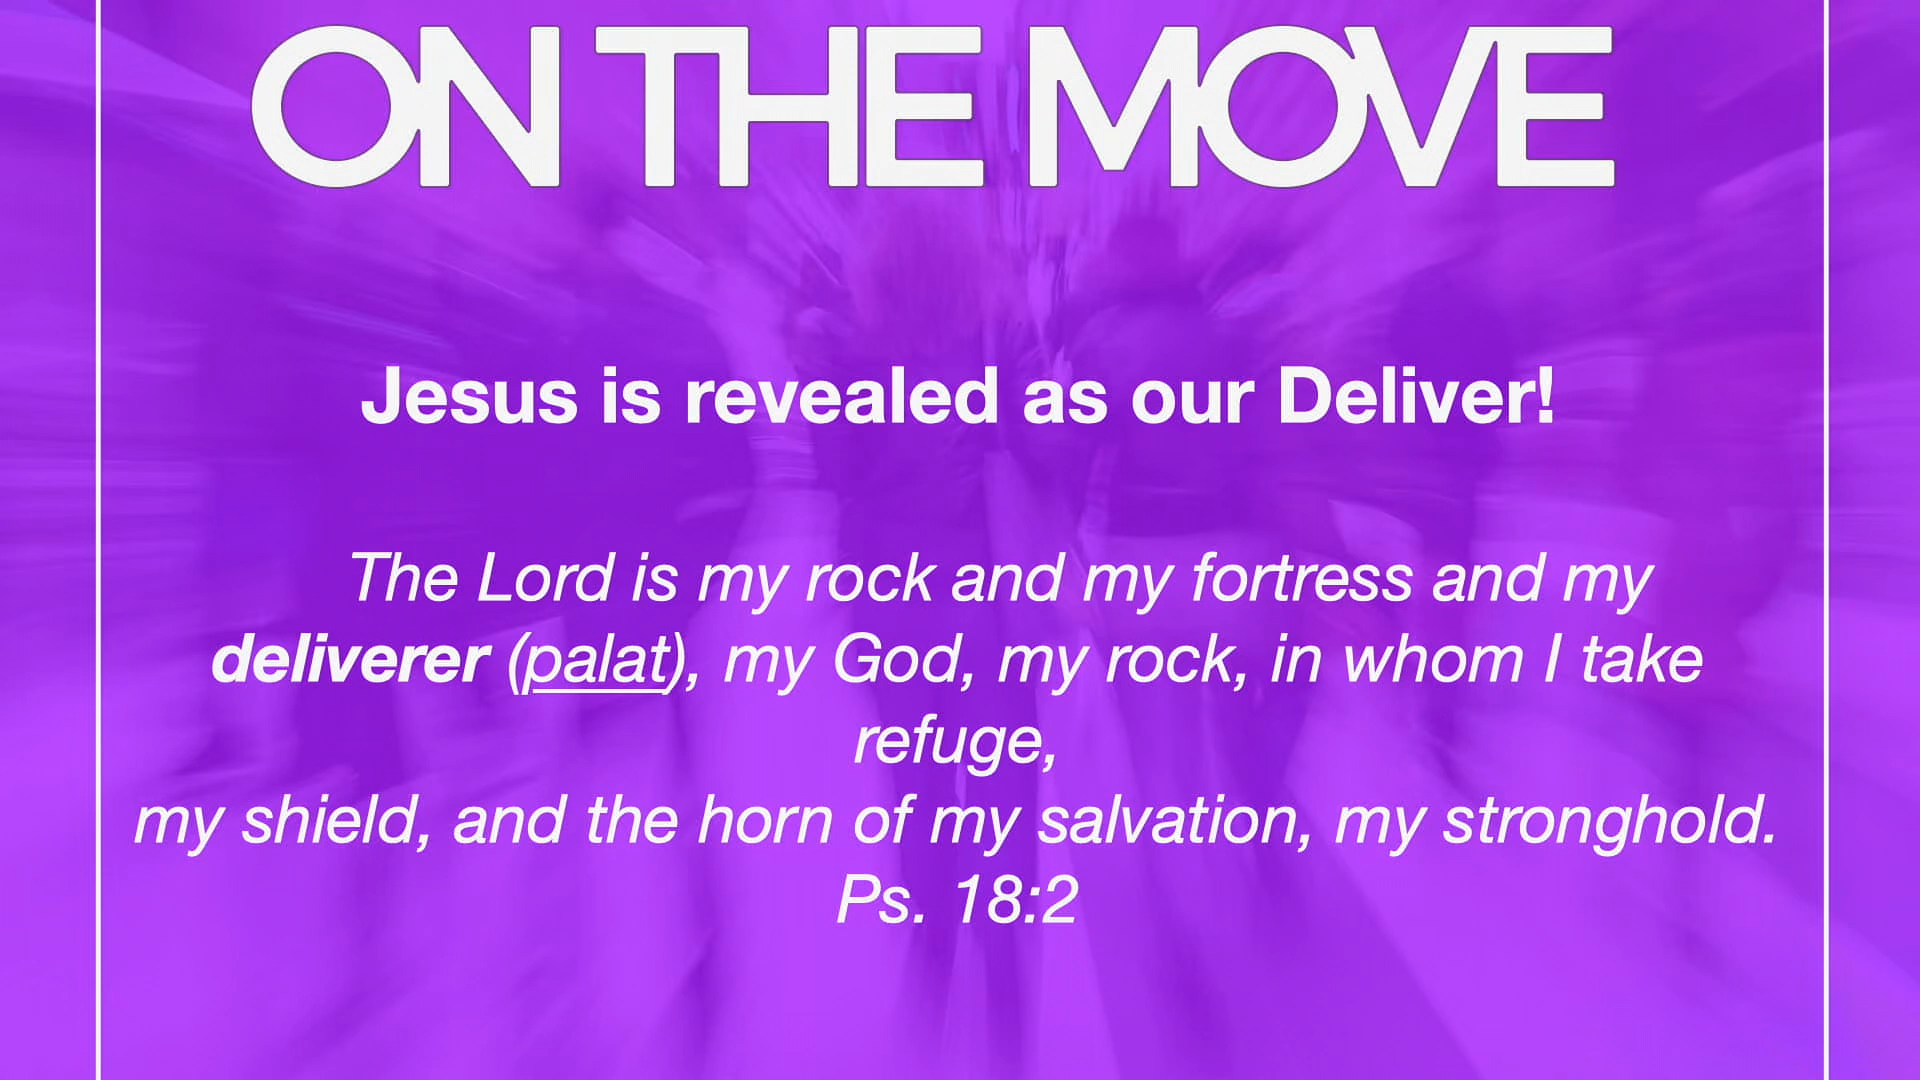 ON THE MOVE
Jesus is revealed as our Deliver!
The Lord is my rock and my fortress and my
deliverer (palat), my God, my rock, in whom I take
refuge,
my shield, and the horn of my salvation, my stronghold.
Ps. 18:2